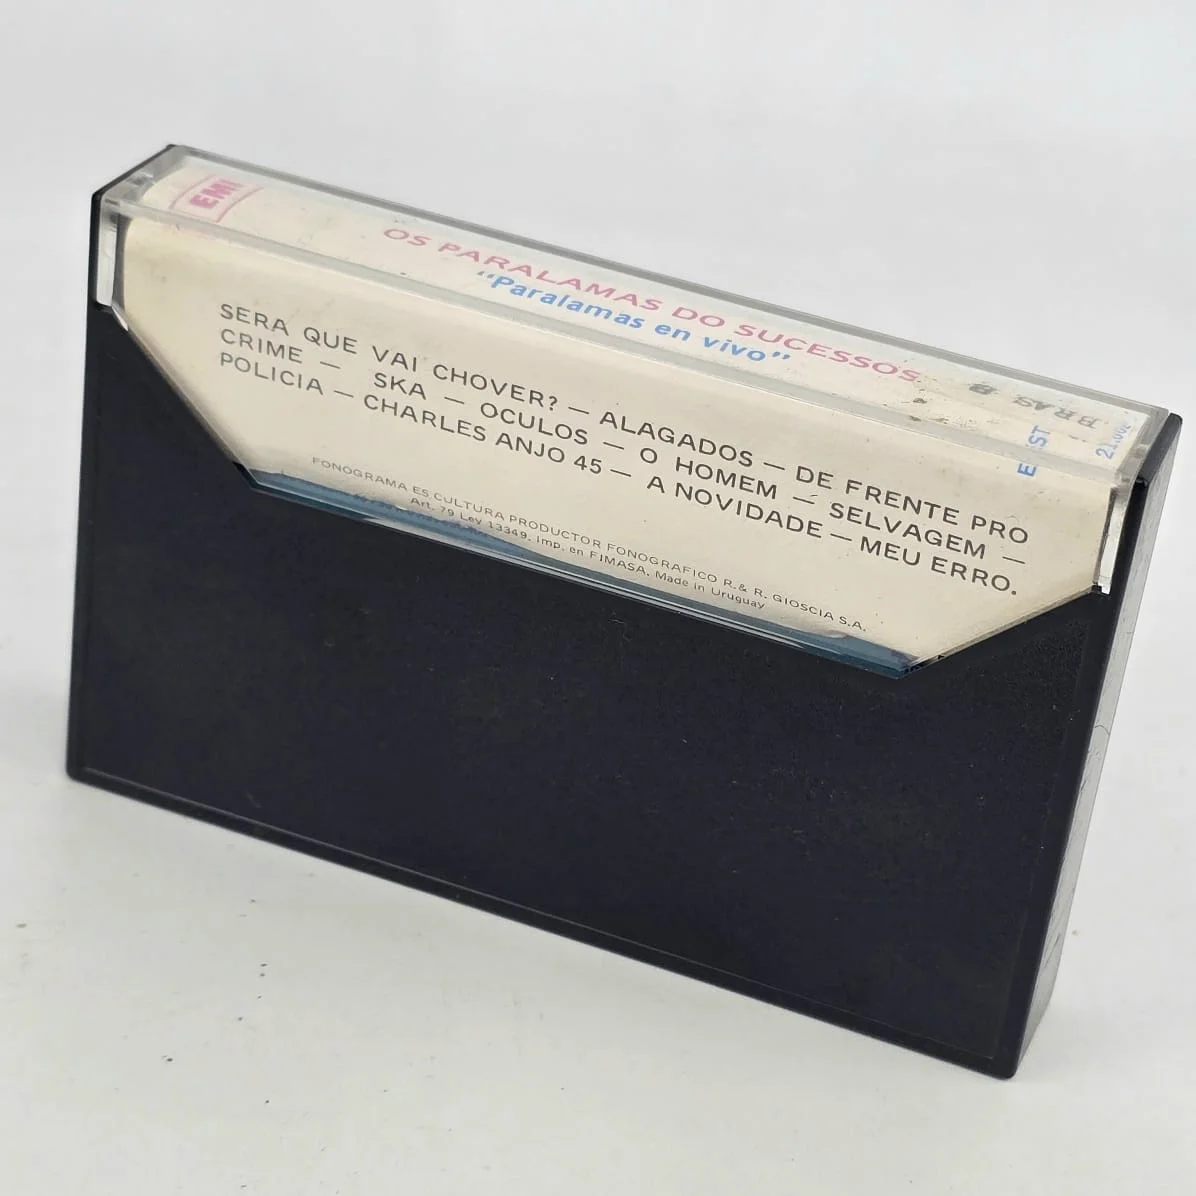 EMI
OS PARALAMAS DO SUCESSOS
"Paralamas en vivo"
BRAS B
SERA QUE VAI CHOVER? — ALAGADOS — DE FRENTE PRO
CRIME — SKA — OCULOS — O HOMEM — SELVAGEM —
POLICIA — CHARLES ANJO 45 — A NOVIDADE — MEU ERRO.
FONOGRAMA ES CULTURA PRODUCTOR FONOGRAFICO R.& R. GIOSCIA S.A.
Art. 79 Ley 13349. Imp. en FIMASA. Made in Uruguay